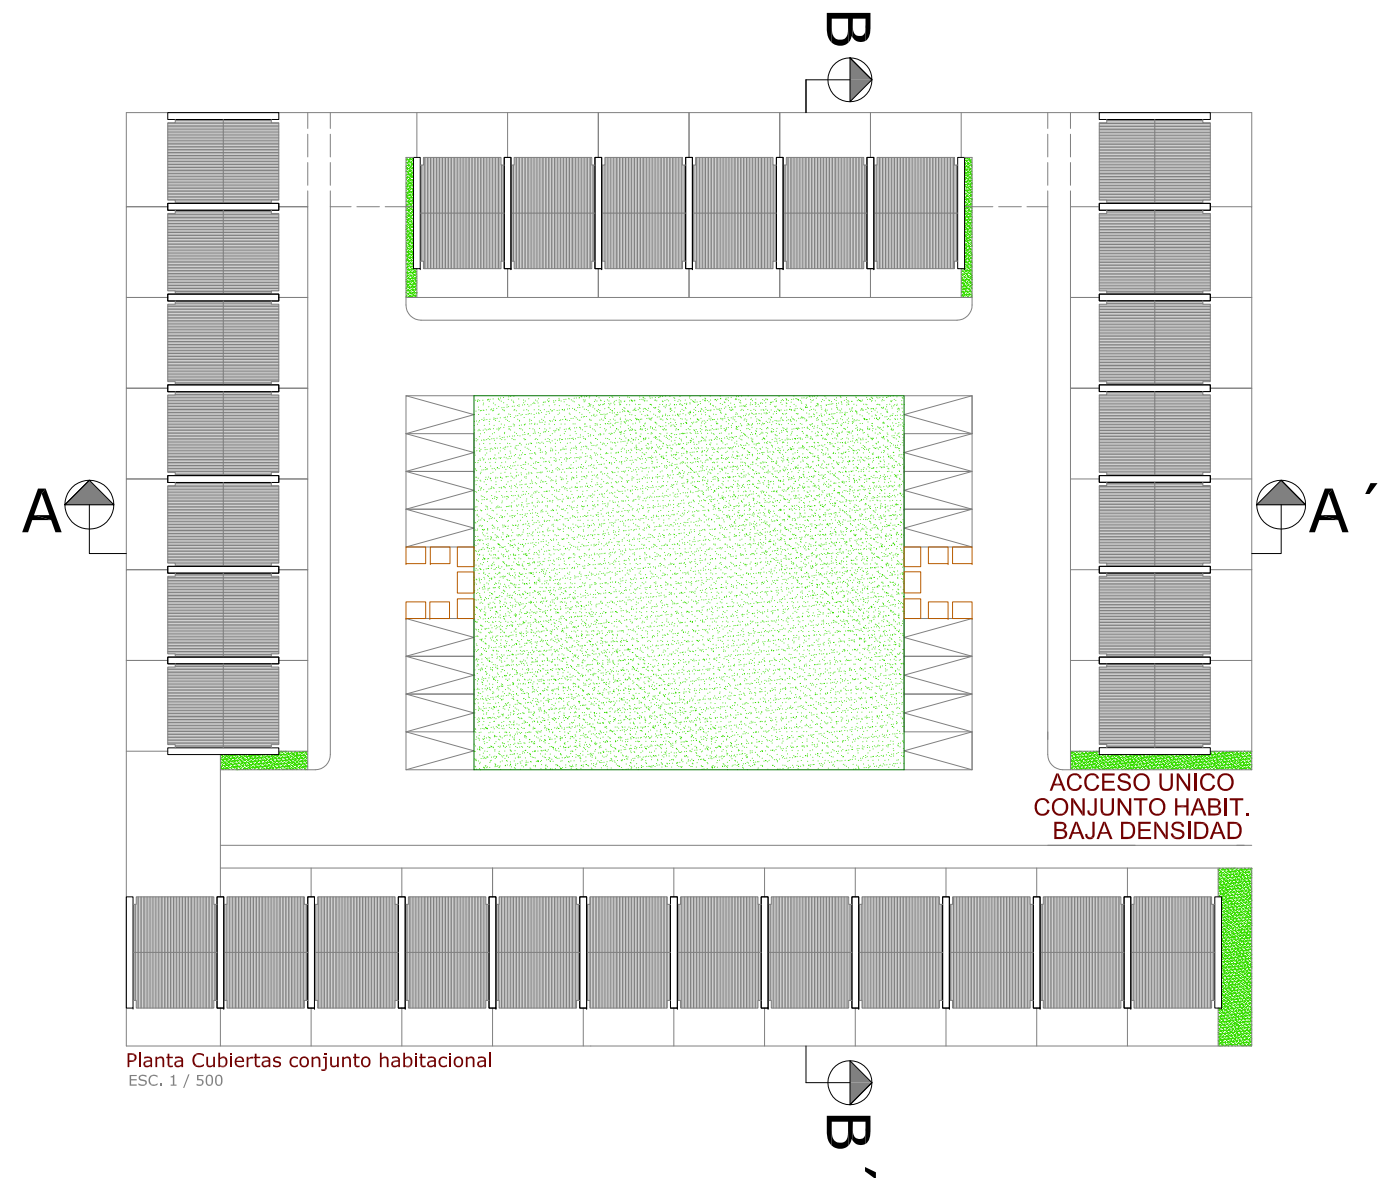 B
A
A´
ACCESO UNICO
CONJUNTO HABIT.
BAJA DENSIDAD
Planta Cubiertas conjunto habitacional
ESC. 1 / 500
B´